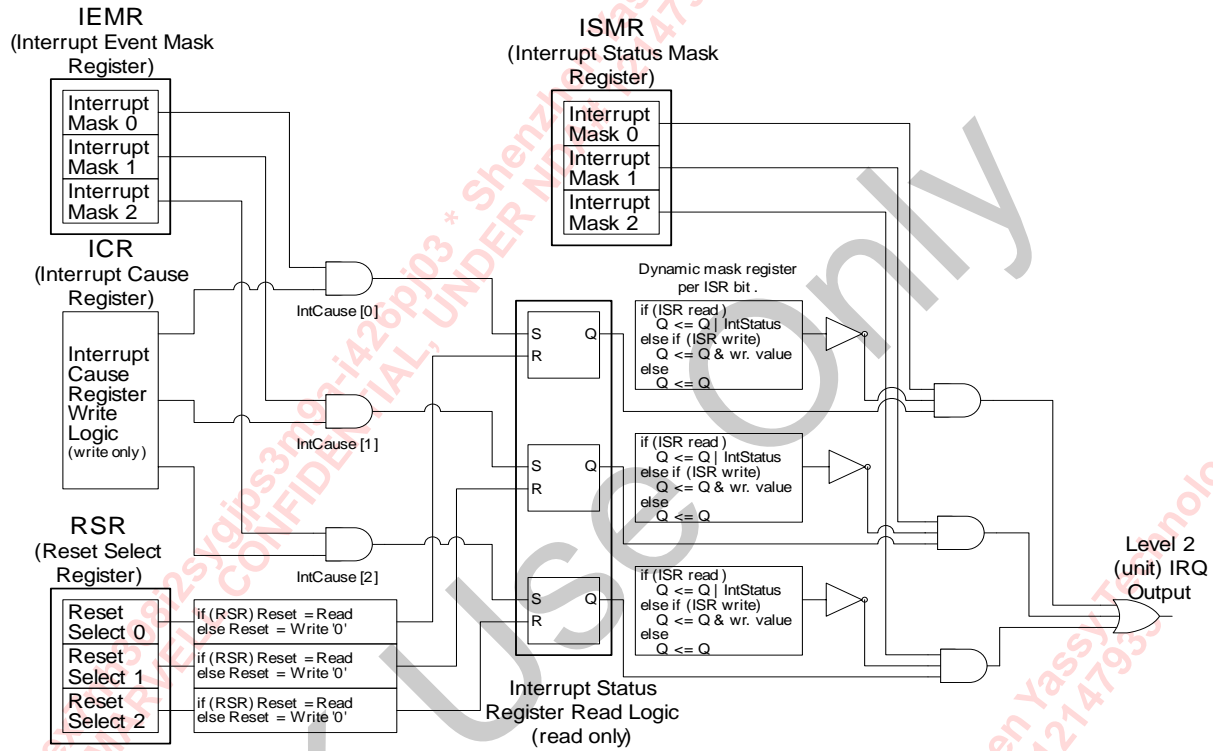 IEMR
(Interrupt Event Mask
Register)
Interrupt
Mask 0
Interrupt
Mask 1
Interrupt
Mask 2
ISMR
(Interrupt Status Mask
Register)
Interrupt
Mask 0
Interrupt
Mask 1
Interrupt
Mask 2
ICR
(Interrupt Cause
Register)
Interrupt
Cause
Register
Write
Logic
(write only)
IntCause [0]
IntCause [1]
IntCause [2]
S
R
Q
S
R
Q
S
R
Q
Dynamic mask register
per ISR bit .
if (ISR read )
Q <= Q | IntStatus
else if (ISR write)
Q <= Q & wr. value
else
Q <= Q
if (ISR read )
Q <= Q | IntStatus
else if (ISR write)
Q <= Q & wr. value
else
Q <= Q
if (ISR read )
Q <= Q | IntStatus
else if (ISR write)
Q <= Q & wr. value
else
Q <= Q
RSR
(Reset Select
Register)
Reset
Select 0
Reset
Select 1
Reset
Select 2
if (RSR) Reset = Read
else Reset = Write '0'
if (RSR) Reset = Read
else Reset = Write '0'
if (RSR) Reset = Read
else Reset = Write '0'
Interrupt Status
Register Read Logic
(read only)
Level 2
(unit) IRQ
Output
Use Only
CONFIDENTIAL, UNDER NDA#